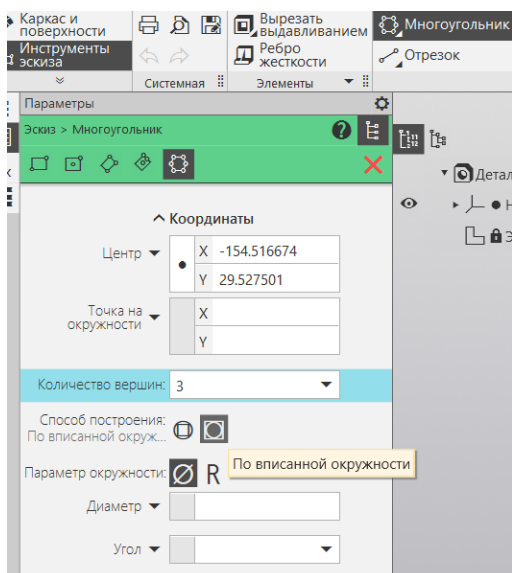 Каркас и
поверхности
Вырезать
выдавливанием
Многоугольник
Инструменты
эскиза
Ребро
жесткости
Отрезок
Системная
Элементы
Параметры
Эскиз > Многоугольник
Координаты
Центр
X -154.516674
Y 29.527501
Точка на
окружности
X
Y
Количество вершин: 3
Способ построения:
По вписанной окруж...
По вписанной окружности
Параметр окружности: Ø R
Диаметр
Угол